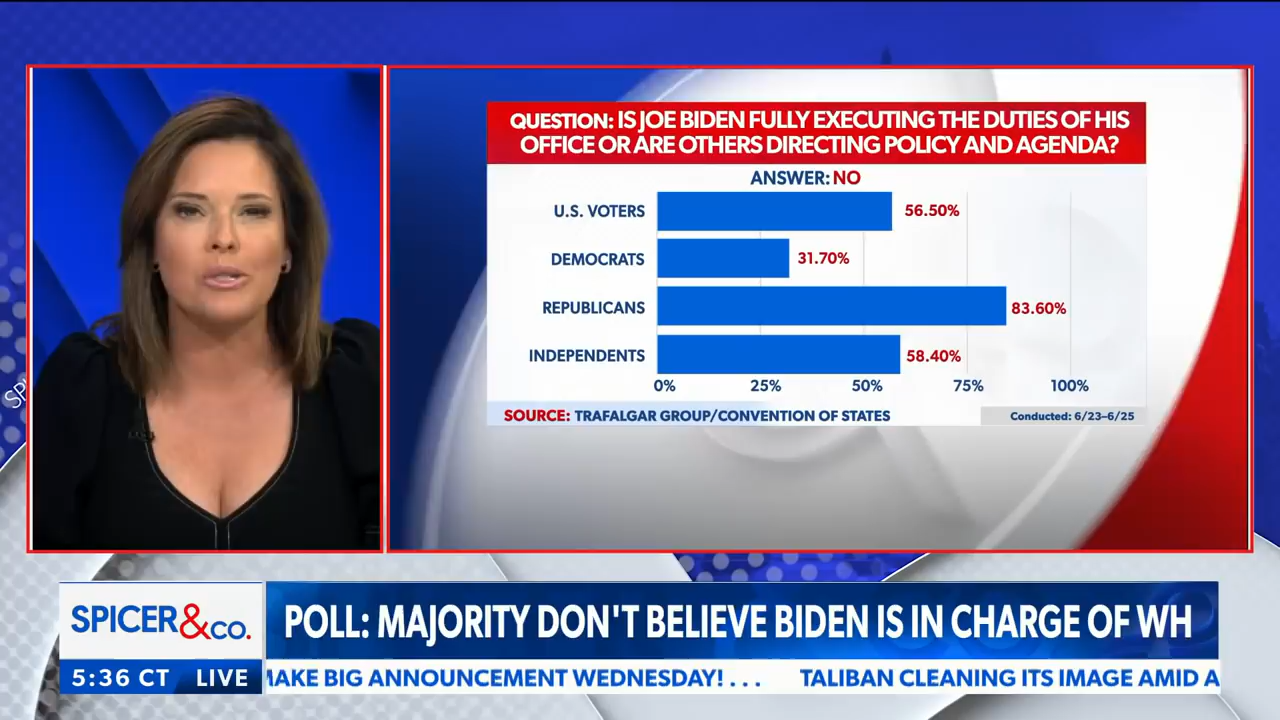 QUESTION: IS JOE BIDEN FULLY EXECUTING THE DUTIES OF HIS
OFFICE OR ARE OTHERS DIRECTING POLICY AND AGENDA?
ANSWER: NO
U.S. VOTERS 56.50%
DEMOCRATS 31.70%
REPUBLICANS 83.60%
INDEPENDENTS 58.40%
0% 25% 50% 75% 100%
SOURCE: TRAFALGAR GROUP/CONVENTION OF STATES Conducted: 6/23–6/25
SP
SPICER&CO.
POLL: MAJORITY DON'T BELIEVE BIDEN IS IN CHARGE OF WH
5:36 CT LIVE
MAKE BIG ANNOUNCEMENT WEDNESDAY! . . . TALIBAN CLEANING ITS IMAGE AMID A